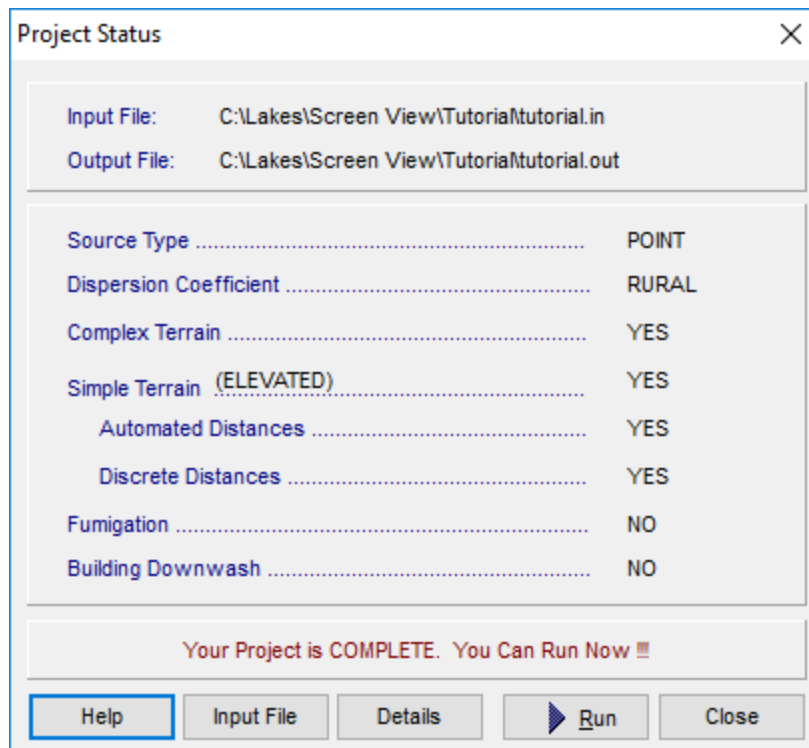 Project Status
Input File: C:\Lakes\Screen View\Tutorial\tutorial.in
Output File: C:\Lakes\Screen View\Tutorial\tutorial.out
Source Type ........................................................................ POINT
Dispersion Coefficient ........................................................ RURAL
Complex Terrain .................................................................. YES
Simple Terrain (ELEVATED) ................................................ YES
Automated Distances .................................................... YES
Discrete Distances ........................................................ YES
Fumigation ............................................................................ NO
Building Downwash ............................................................ NO
Your Project is COMPLETE. You Can Run Now !!!
Help Input File Details Run Close